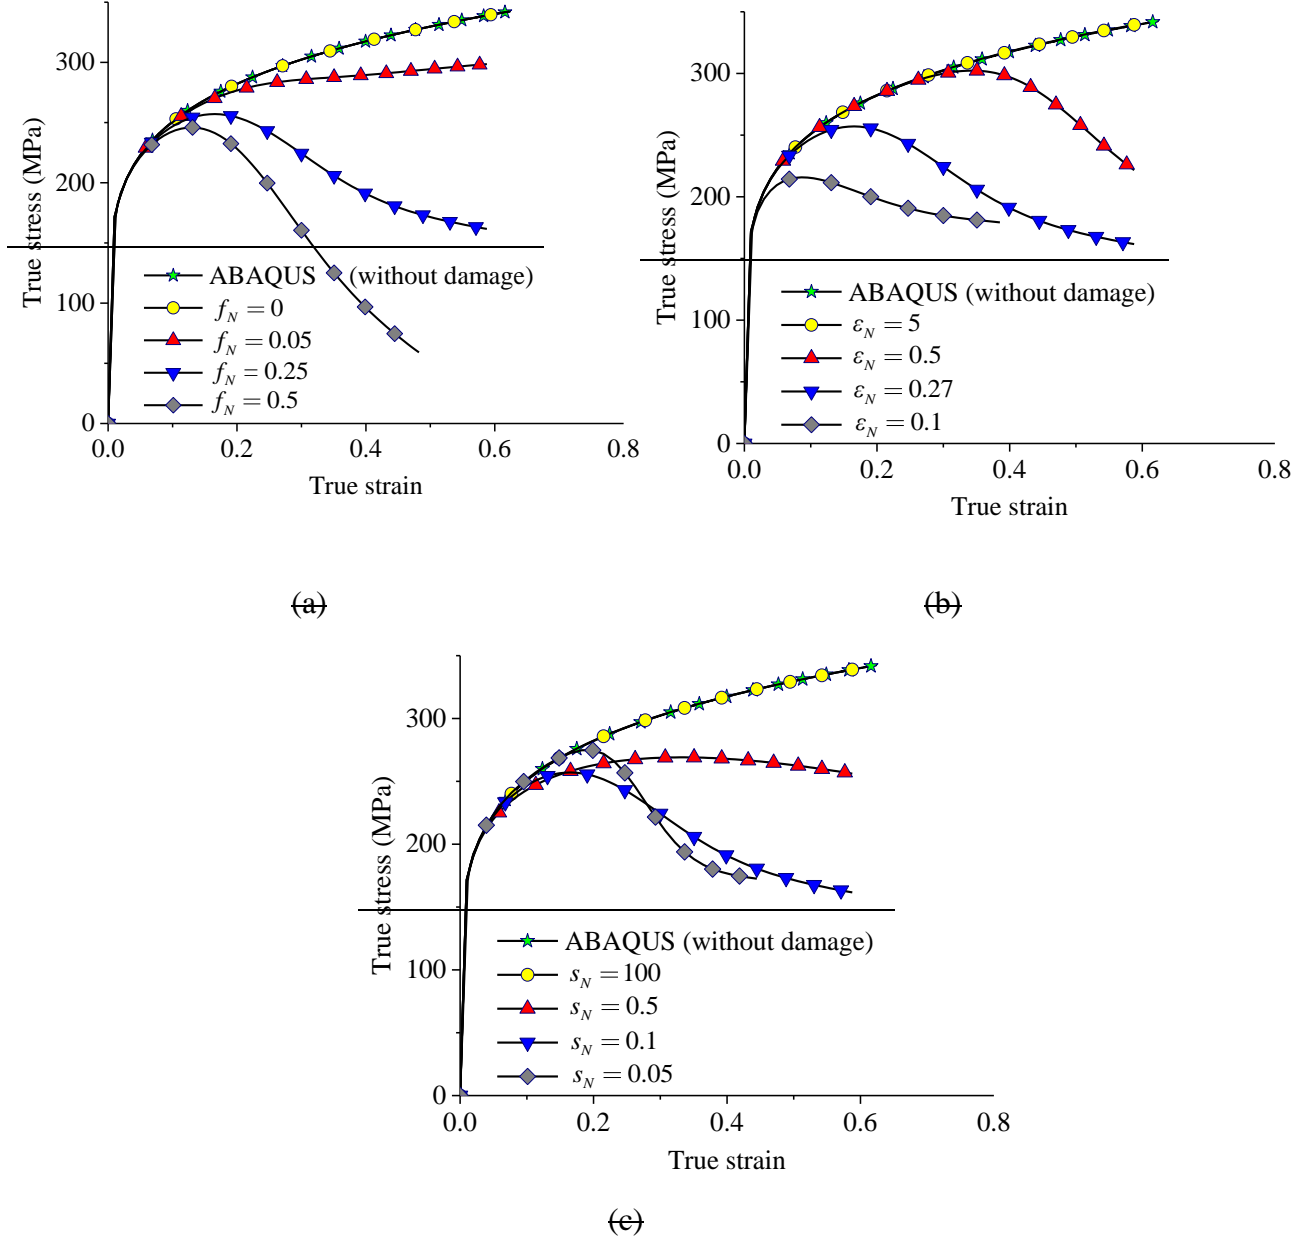 300
200
100
0
0.0 0.2 0.4 0.6 0.8
True strain
True stress (MPa)
ABAQUS (without damage)
f_N = 0
f_N = 0.05
f_N = 0.25
f_N = 0.5
(a)
300
200
100
0
0.0 0.2 0.4 0.6 0.8
True strain
True stress (MPa)
ABAQUS (without damage)
ε_N = 5
ε_N = 0.5
ε_N = 0.27
ε_N = 0.1
(b)
300
200
100
0
0.0 0.2 0.4 0.6 0.8
True strain
True stress (MPa)
ABAQUS (without damage)
s_N = 100
s_N = 0.5
s_N = 0.1
s_N = 0.05
(c)